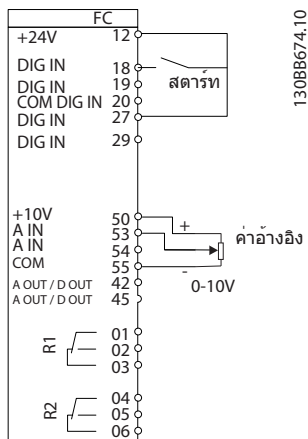 FC
+24V 12
DIG IN 18
DIG IN 19
COM DIG IN 20
DIG IN 27
DIG IN 29
สตาร์ท
130BB674.10
+10V 50
A IN 53
A IN 54
COM 55
A OUT / D OUT 42
A OUT / D OUT 45
+
-
ค่าอ้างอิง
0-10V
R1
01
02
03
R2
04
05
06